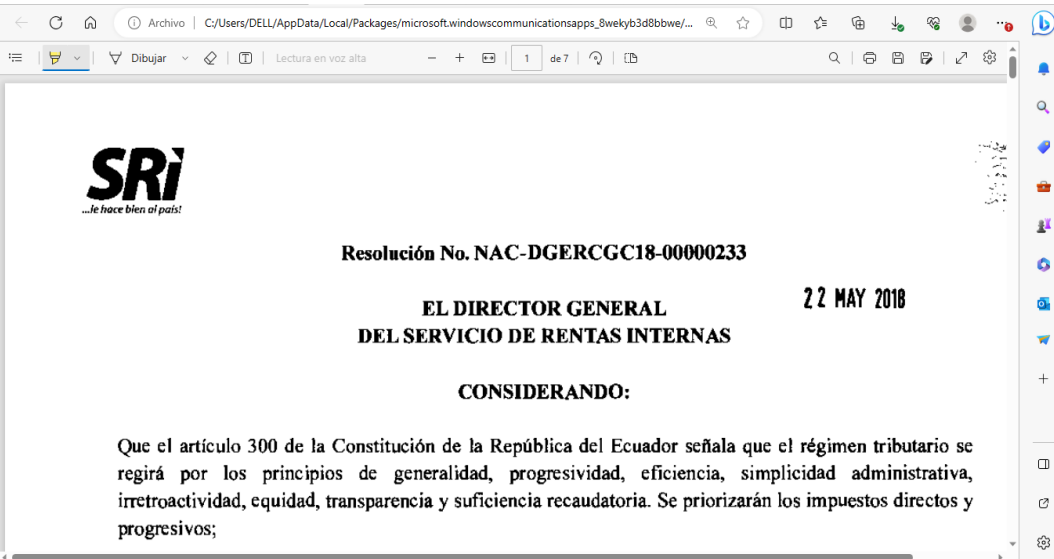 Archivo | C:/Users/DELL/AppData/Local/Packages/microsoft.windowscommunicationsapps_8wekyb3d8bbwe/...
Dibujar Lectura en voz alta 1 de 7
SRi
...le hace bien al país!
Resolución No. NAC-DGERCGC18-00000233
22 MAY 2018
EL DIRECTOR GENERAL
DEL SERVICIO DE RENTAS INTERNAS
CONSIDERANDO:
Que el artículo 300 de la Constitución de la República del Ecuador señala que el régimen tributario se
regirá por los principios de generalidad, progresividad, eficiencia, simplicidad administrativa,
irretroactividad, equidad, transparencia y suficiencia recaudatoria. Se priorizarán los impuestos directos y
progresivos;